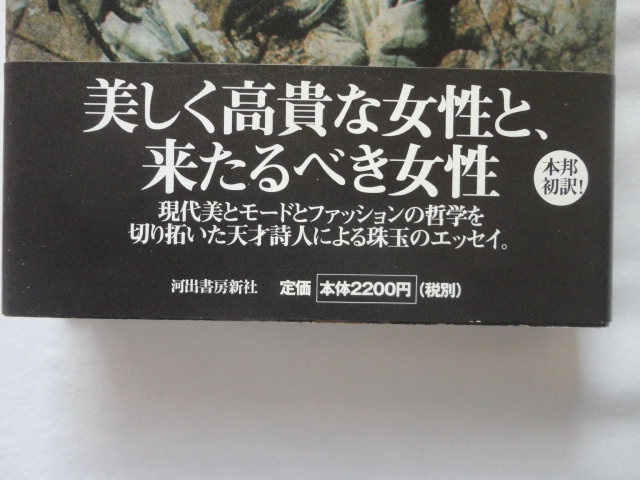 美しく高貴な女性と、
来たるべき女性
本邦
初訳!
現代美とモードとファッションの哲学を
切り拓いた天才詩人による珠玉のエッセイ。
河出書房新社 定価 本体2200円 (税別)